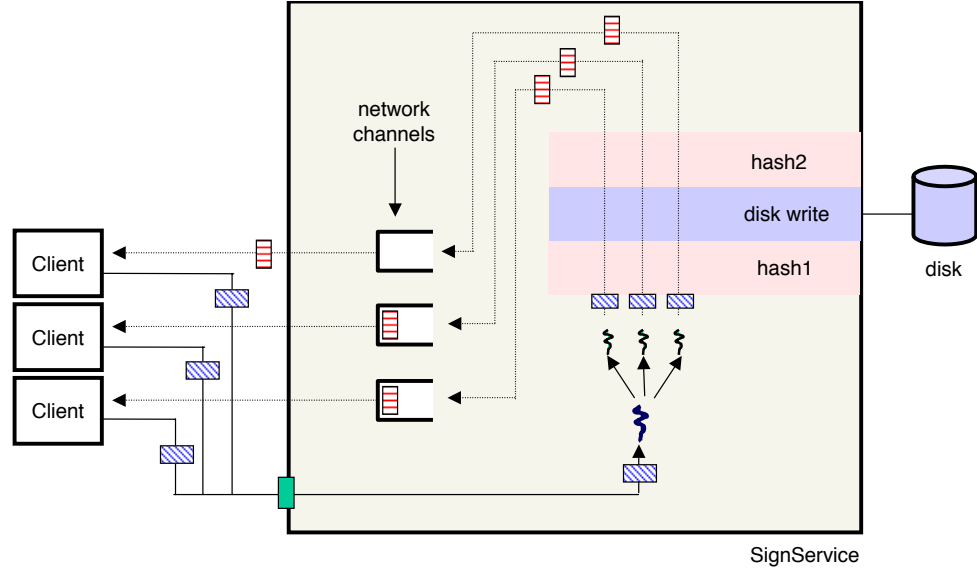 network
channels
hash2
disk write
hash1
disk
Client
Client
Client
SignService